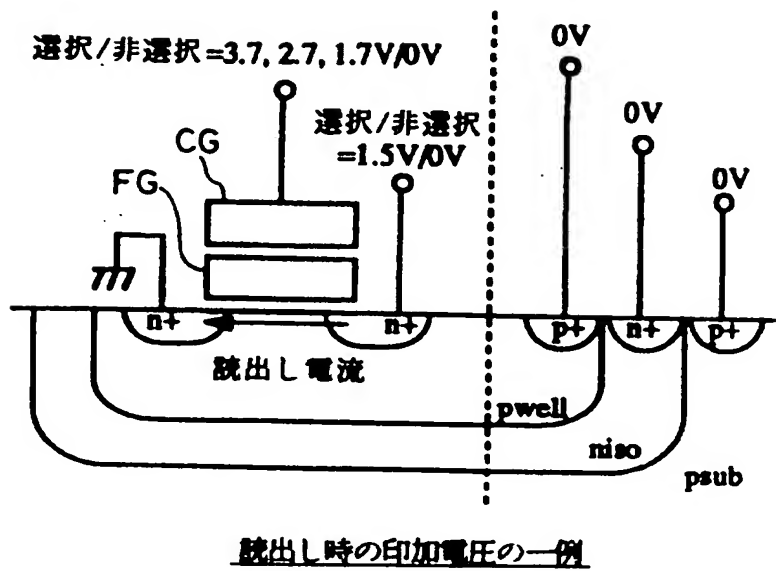 選択/非選択=3.7, 2.7, 1.7V/0V
選択/非選択
=1.5V/0V
CG
FG
0V
0V
0V
n+
n+
p+
n+
p+
読出し電流
pwell
niso
psub
読出し時の印加電圧の一例